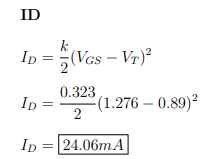 ID
I_D = \frac{k}{2}(V_{GS} - V_T)^2
I_D = \frac{0.323}{2}(1.276 - 0.89)^2
I_D = \boxed{24.06mA}